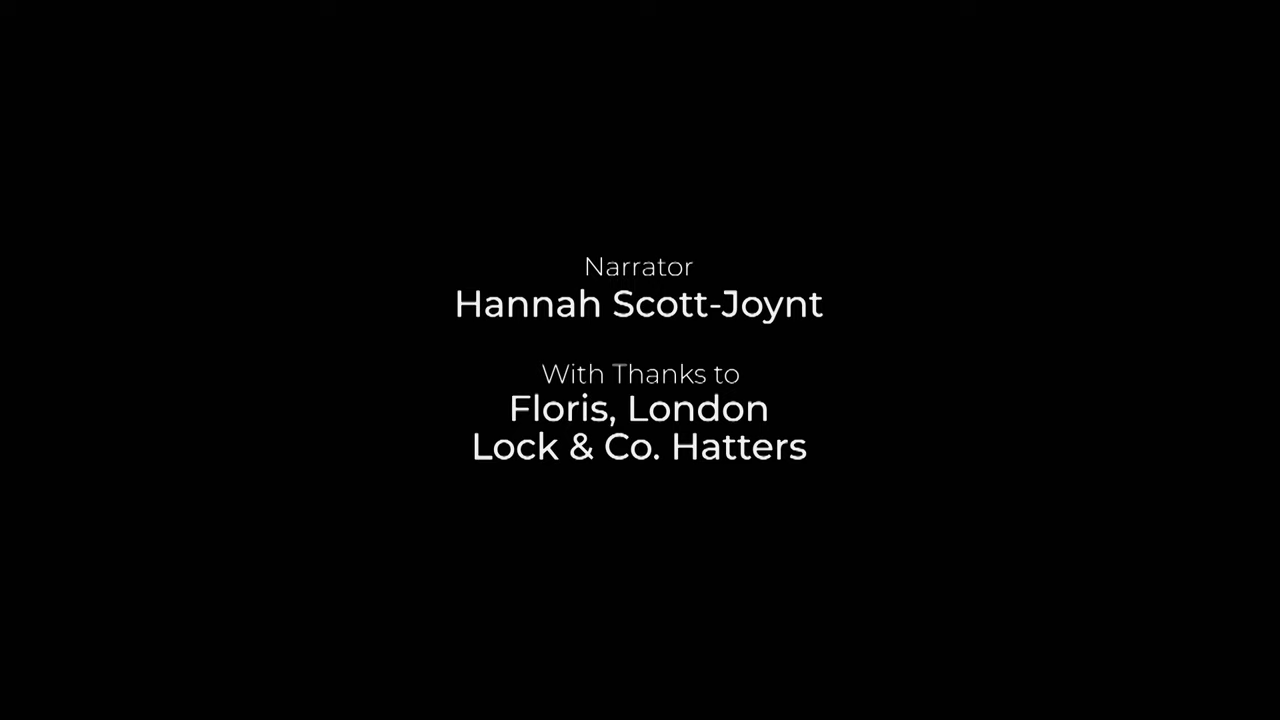 Narrator
Hannah Scott-Joynt
With Thanks to
Floris, London
Lock & Co. Hatters